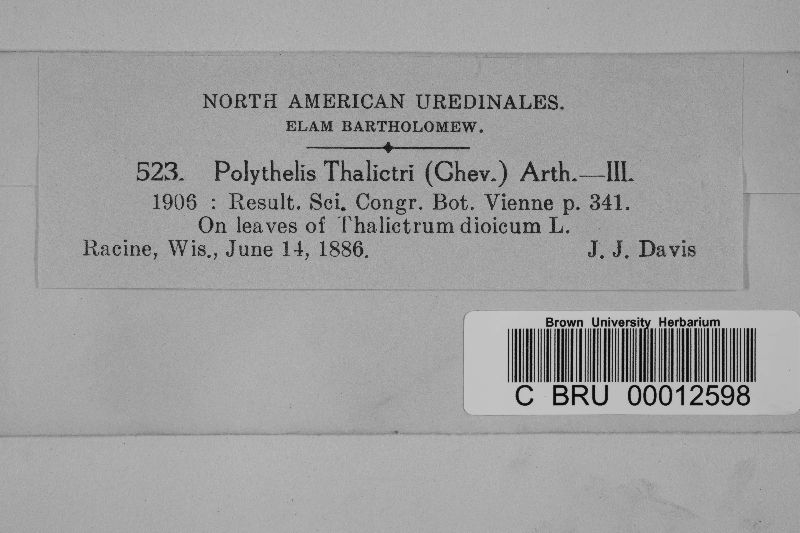 NORTH AMERICAN UREDINALES.
ELAM BARTHOLOMEW.
523. Polythelis Thalictri (Chev.) Arth.—III.
1906 : Result. Sci. Congr. Bot. Vienne p. 341.
On leaves of Thalictrum dioicum L.
Racine, Wis., June 14, 1886. J. J. Davis
Brown University Herbarium
C BRU 00012598